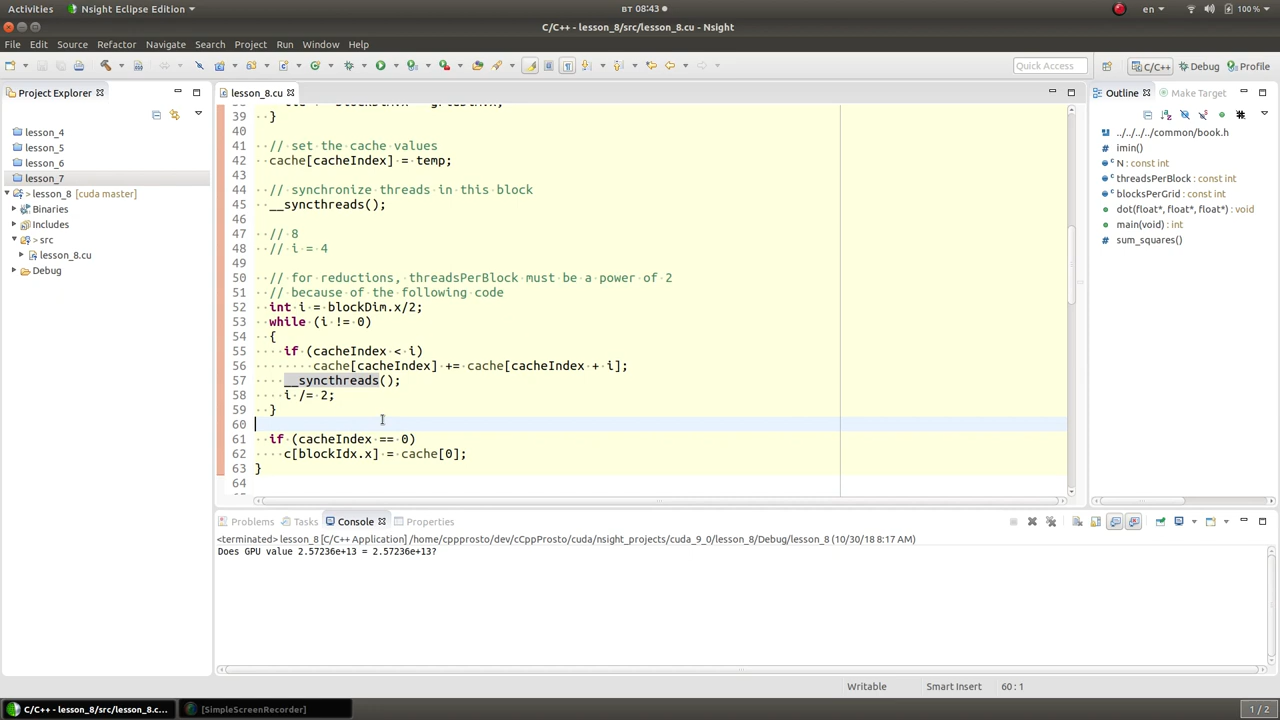 Activities
Nsight Eclipse Edition
вт 08:43
en
100 %
C/C++ - lesson_8/src/lesson_8.cu - Nsight
File Edit Source Refactor Navigate Search Project Run Window Help
Quick Access
C/C++
Debug
Profile
Project Explorer
lesson_4
lesson_5
lesson_6
lesson_7
> lesson_8 [cuda master]
Binaries
Includes
> src
lesson_8.cu
Debug
lesson_8.cu
39 }
40
41 // set the cache values
42 cache[cacheIndex] = temp;
43
44 // synchronize threads in this block
45 __syncthreads();
46
47 // 8
48 // i = 4
49
50 // for reductions, threadsPerBlock must be a power of 2
51 // because of the following code
52 int i = blockDim.x/2;
53 while (i != 0)
54 {
55 if (cacheIndex < i)
56 cache[cacheIndex] += cache[cacheIndex + i];
57 __syncthreads();
58 i /= 2;
59 }
60
61 if (cacheIndex == 0)
62 c[blockIdx.x] = cache[0];
63 }
64
Outline
Make Target
../../../../common/book.h
imin()
N : const int
threadsPerBlock : const int
blocksPerGrid : const int
dot(float*, float*, float*) : void
main(void) : int
sum_squares()
Problems
Tasks
Console
Properties
<terminated> lesson_8 [C/C++ Application] /home/cppprosto/dev/cCppProsto/cuda/nsight_projects/cuda_9_0/lesson_8/Debug/lesson_8 (10/30/18 8:17 AM)
Does GPU value 2.57236e+13 = 2.57236e+13?
Writable
Smart Insert
60 : 1
C/C++ - lesson_8/src/lesson_8.c...
[SimpleScreenRecorder]
1 / 2